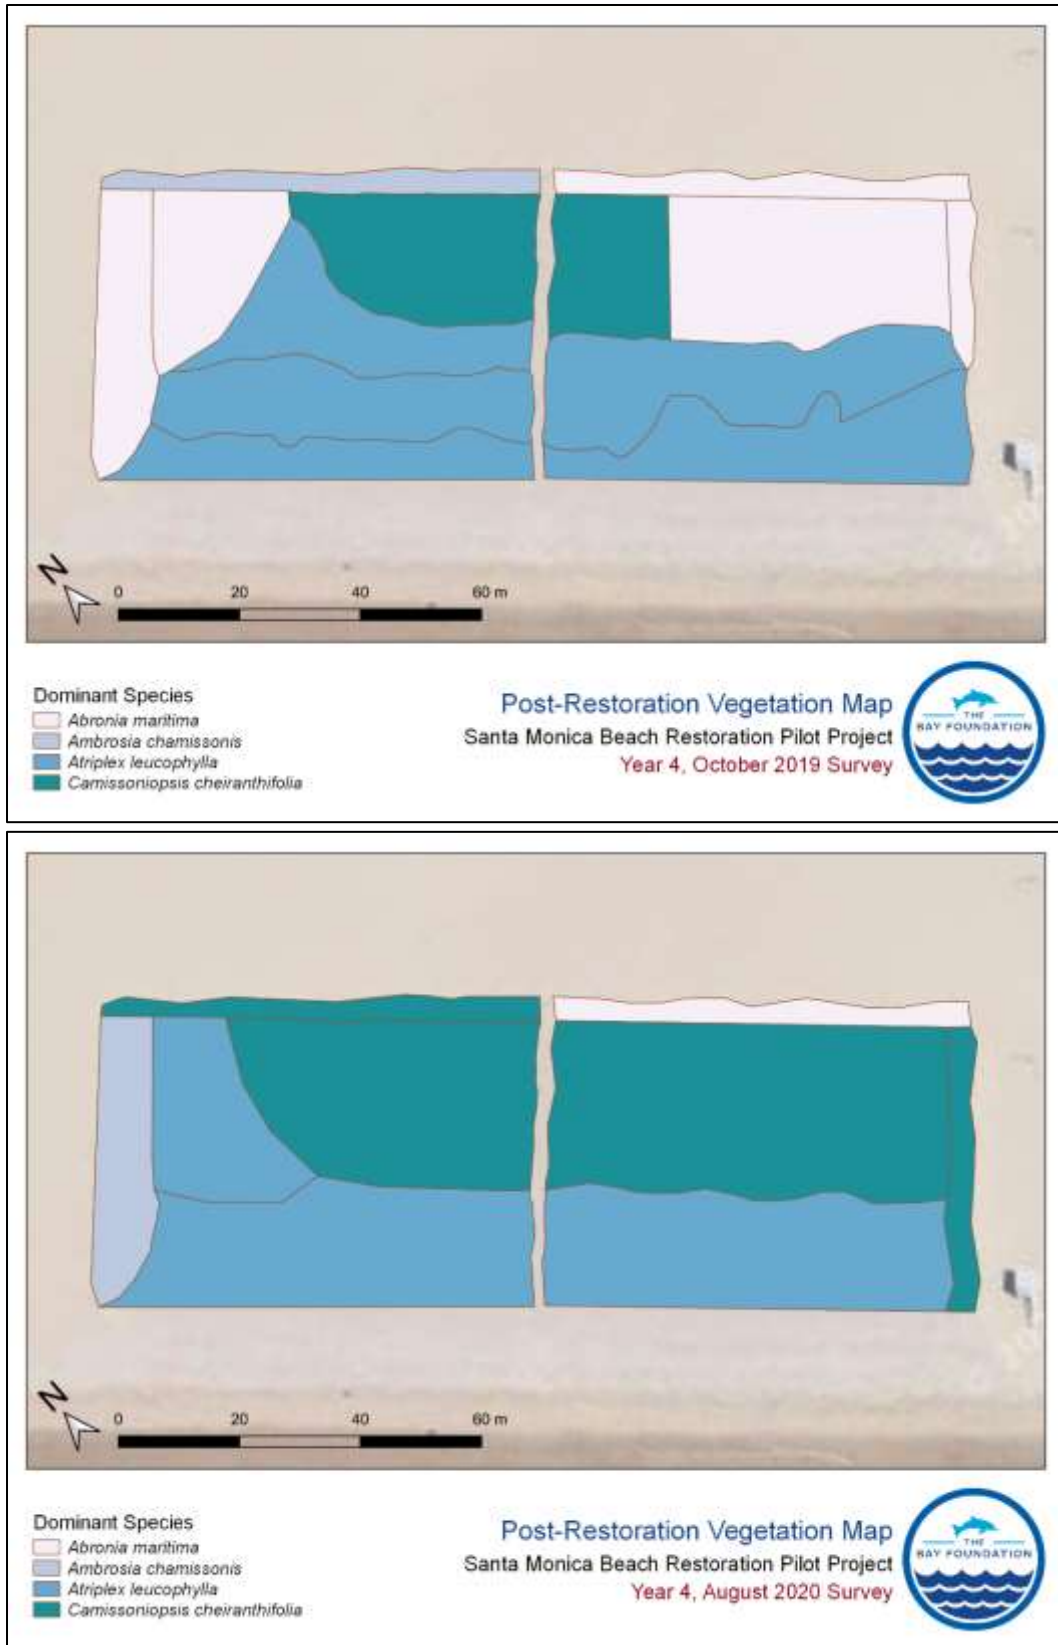 N
0 20 40 60 m
Dominant Species
Abronia maritima
Ambrosia chamissonis
Atriplex leucophylla
Camissoniopsis cheiranthifolia
Post-Restoration Vegetation Map
Santa Monica Beach Restoration Pilot Project
Year 4, October 2019 Survey
THE
BAY FOUNDATION
N
0 20 40 60 m
Dominant Species
Abronia maritima
Ambrosia chamissonis
Atriplex leucophylla
Camissoniopsis cheiranthifolia
Post-Restoration Vegetation Map
Santa Monica Beach Restoration Pilot Project
Year 4, August 2020 Survey
THE
BAY FOUNDATION